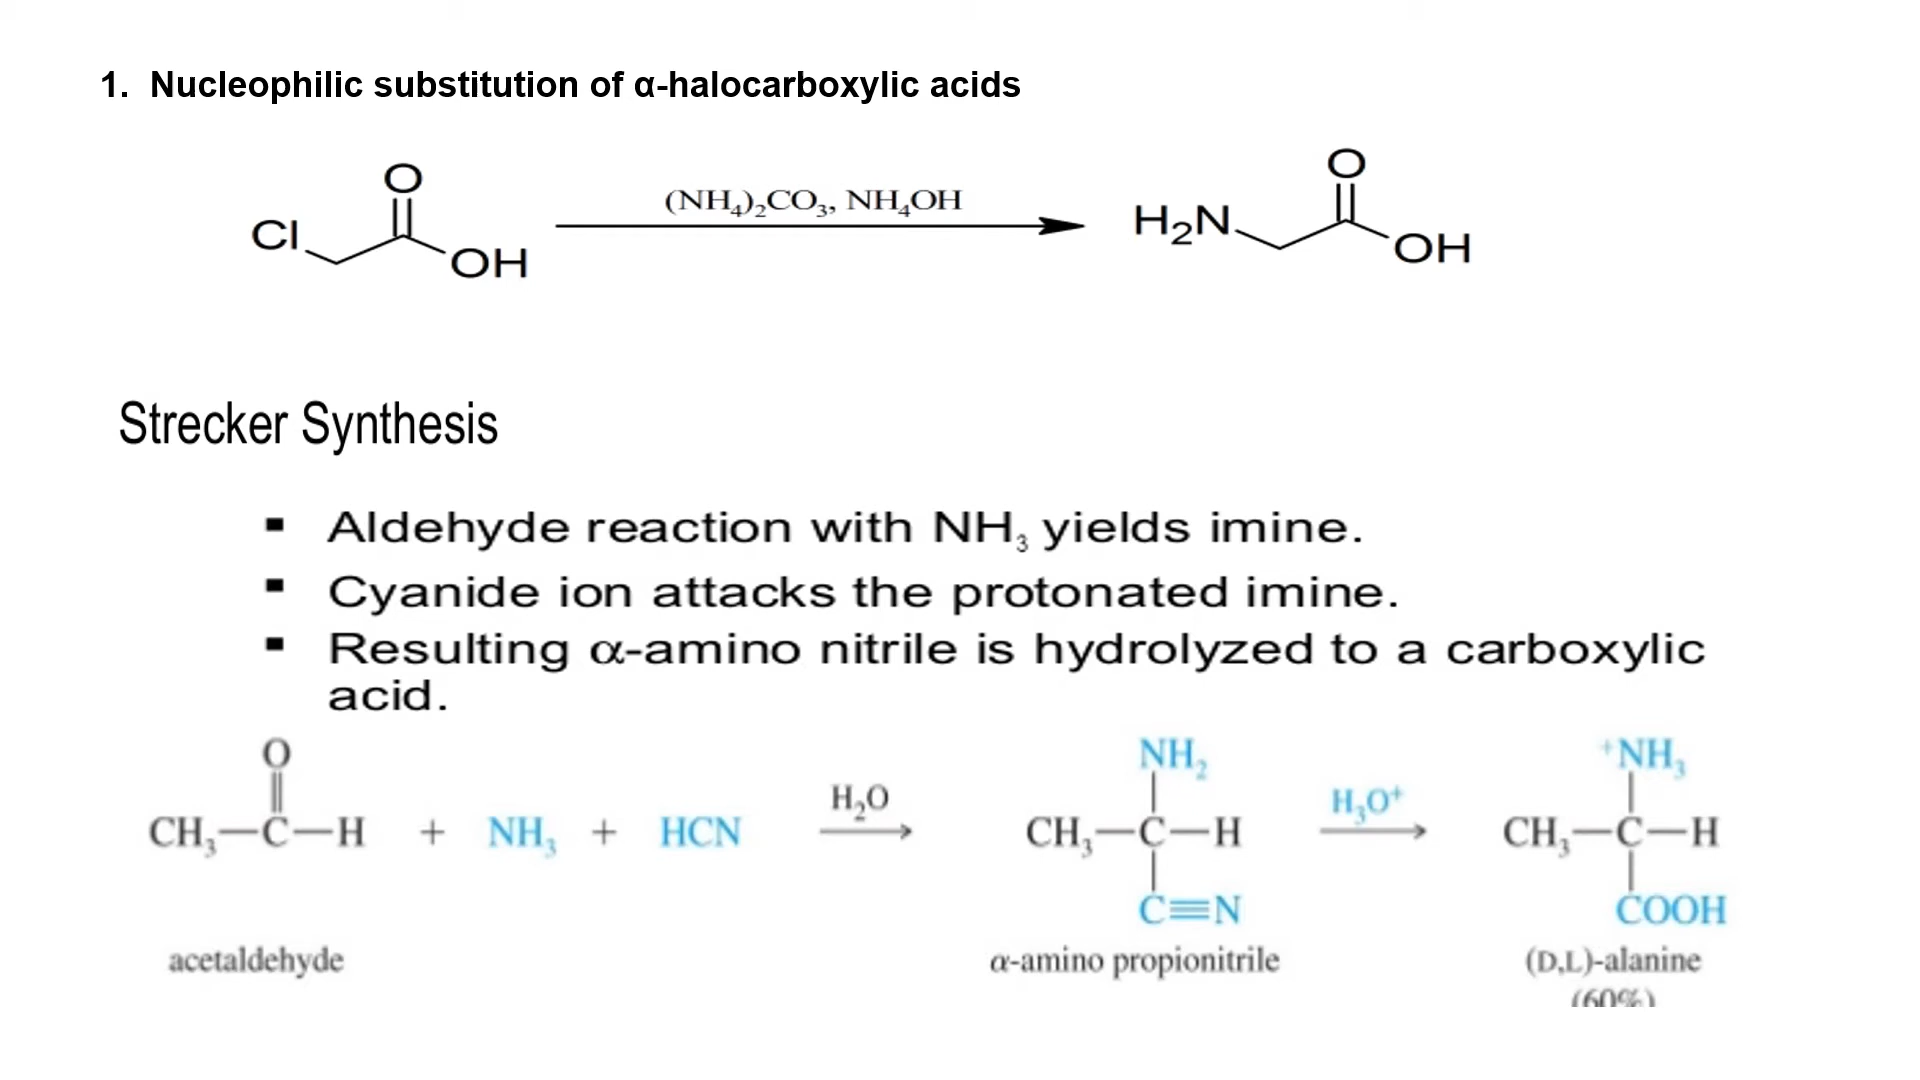 1. Nucleophilic substitution of α-halocarboxylic acids
O
Cl
OH
(NH₄)₂CO₃, NH₄OH
O
H₂N
OH
Strecker Synthesis
▪ Aldehyde reaction with NH₃ yields imine.
▪ Cyanide ion attacks the protonated imine.
▪ Resulting α-amino nitrile is hydrolyzed to a carboxylic
acid.
O
CH₃—C—H + NH₃ + HCN
H₂O
NH₂
CH₃—C—H
C≡N
H₃O⁺
⁺NH₃
CH₃—C—H
COOH
acetaldehyde
α-amino propionitrile
(D,L)-alanine
(60%)